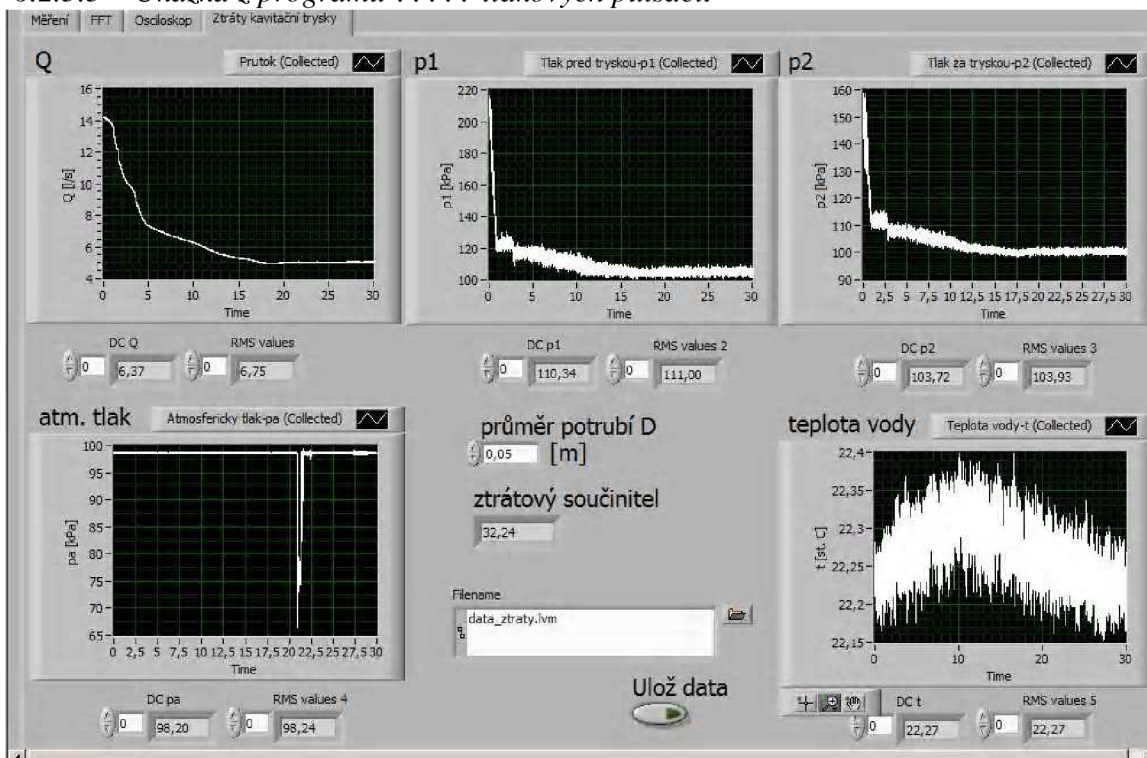 Ukázka z programu tlakových pulsací
Měření FFT Osciloskop Ztráty kavitační trysky
Q Prutok (Collected)
16
14
12
10
8
6
4
Q [l/s]
0 5 10 15 20 25 30
Time
DC Q RMS values
0 6,37 0 6,75
p1 Tlak pred tryskou-p1 (Collected)
220
200
180
160
140
120
100
p1 [kPa]
0 5 10 15 20 25 30
Time
DC p1 RMS values 2
0 110,34 0 111,00
p2 Tlak za tryskou-p2 (Collected)
160
150
140
130
120
110
100
90
p2 [kPa]
0 2,5 5 7,5 10 12,5 15 17,5 20 22,5 25 27,5 30
Time
DC p2 RMS values 3
0 103,72 0 103,93
atm. tlak Atmosfericky tlak-pa (Collected)
100
95
90
85
80
75
70
65
pa [kPa]
0 2,5 5 7,5 10 12,5 15 17,5 20 22,5 25 27,5 30
Time
DC pa RMS values 4
0 98,20 0 98,24
průměr potrubí D
0,05 [m]
ztrátový součinitel
32,24
Filename
data_ztraty.lvm
Ulož data
teplota vody Teplota vody-t (Collected)
22,4
22,35
22,3
22,25
22,2
22,15
t [st. C]
0 10 20 30
Time
DC t RMS values 5
0 22,27 0 22,27